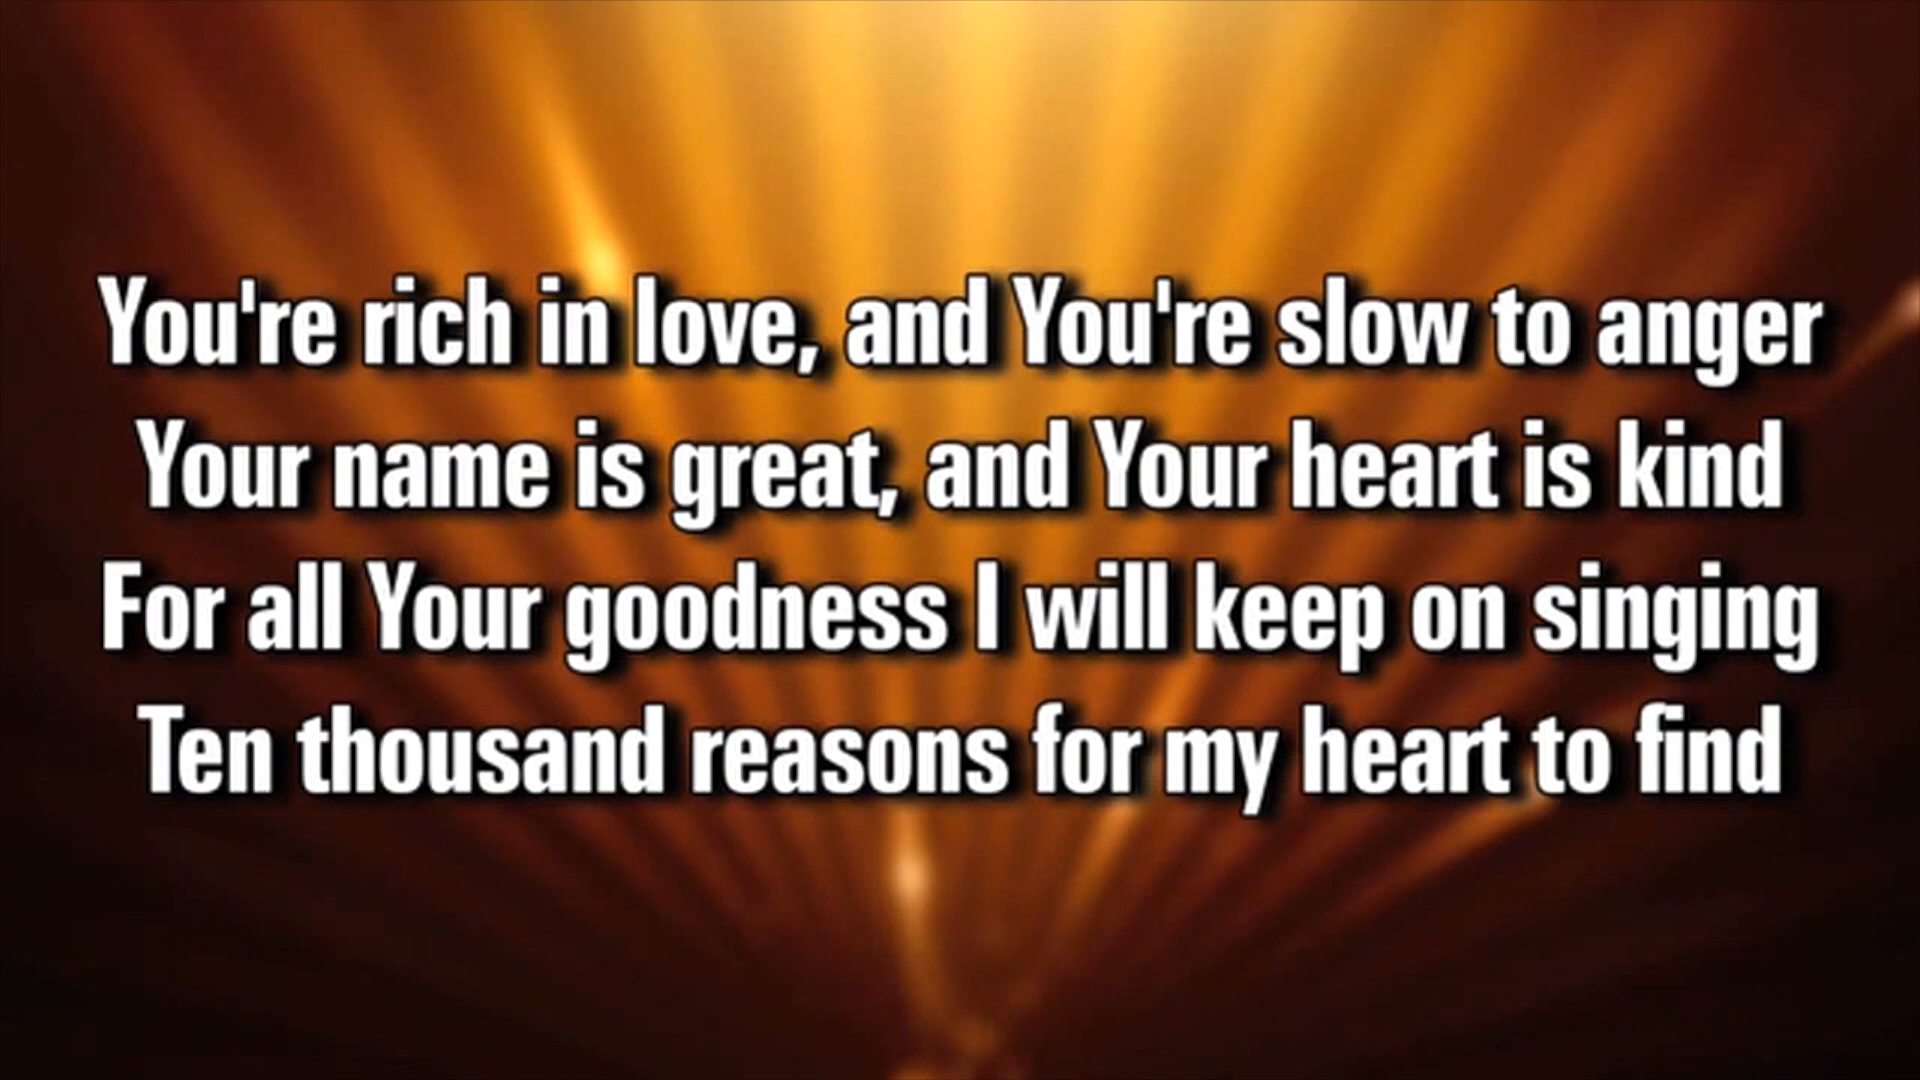 You're rich in love, and You're slow to anger
Your name is great, and Your heart is kind
For all Your goodness I will keep on singing
Ten thousand reasons for my heart to find